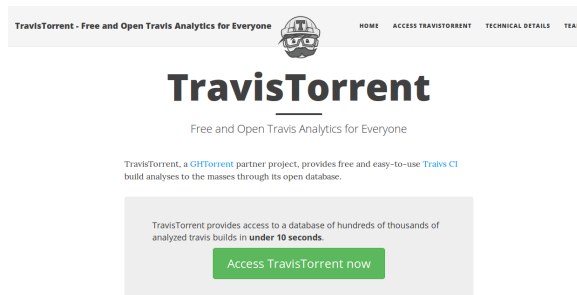 TravisTorrent - Free and Open Travis Analytics for Everyone
T
HOME ACCESS TRAVISTORRENT TECHNICAL DETAILS TEA
TravisTorrent
Free and Open Travis Analytics for Everyone
TravisTorrent, a GHTorrent partner project, provides free and easy-to-use Traivs CI
build analyses to the masses through its open database.
TravisTorrent provides access to a database of hundreds of thousands of
analyzed travis builds in under 10 seconds.
Access TravisTorrent now